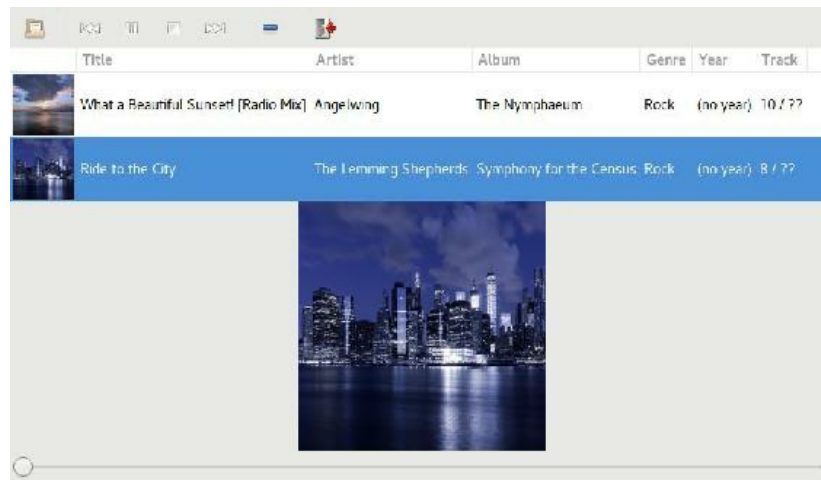 Title Artist Album Genre Year Track
What a Beautiful Sunset! [Radio Mix] Angelwing The Nymphaeum Rock (no year) 10 / ??
Ride to the City The Lemming Shepherds Symphony for the Census Rock (no year) 8 / ??